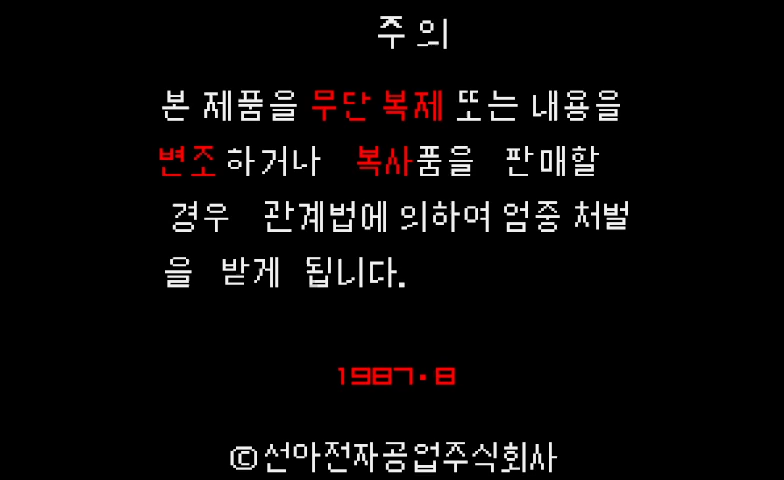 주 의
본 제품을 무단 복제 또는 내용을
변조 하거나 복사품을 판매할
경우 관계법에 의하여 엄중 처벌
을 받게 됩니다.
1987.8
©선아전자공업주식회사